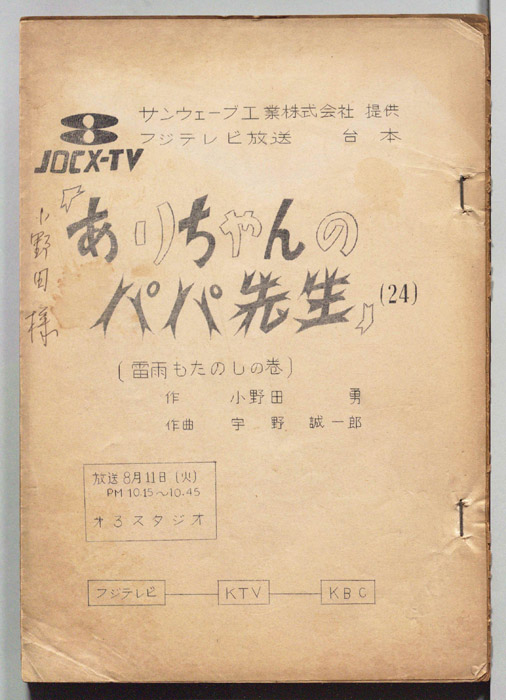 サンウェーブ工業株式会社 提供
フジテレビ放送 台本
8
JOCX-TV
小野田様
『ありちゃんの
パパ先生』(24)
〔雷雨もたのしの巻〕
作 小野田 勇
作曲 宇野 誠一郎
放送 8月11日 (火)
PM 10.15〜10.45
オ3スタジオ
フジテレビ KTV KBC